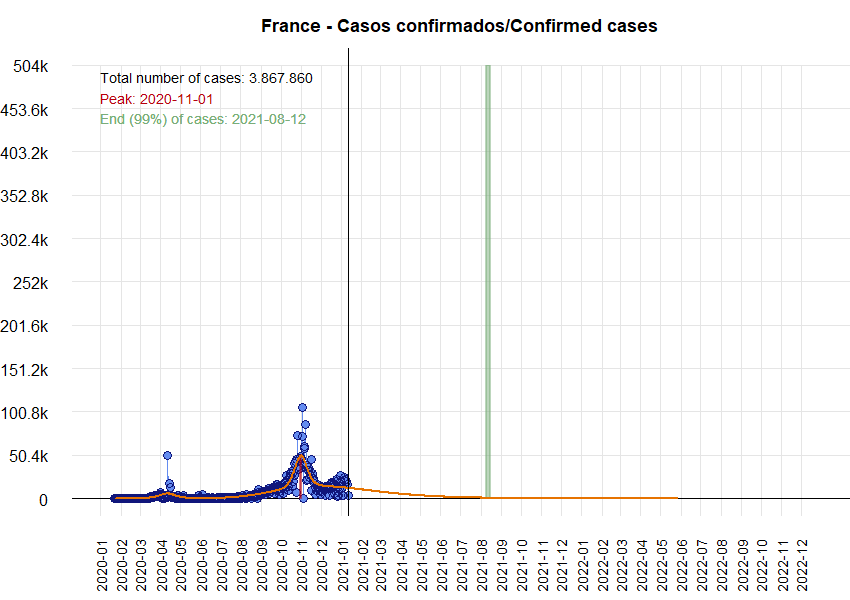 France - Casos confirmados/Confirmed cases
504k
453.6k
403.2k
352.8k
302.4k
252k
201.6k
151.2k
100.8k
50.4k
0
Total number of cases: 3.867.860
Peak: 2020-11-01
End (99%) of cases: 2021-08-12
2020-01
2020-02
2020-03
2020-04
2020-05
2020-06
2020-07
2020-08
2020-09
2020-10
2020-11
2020-12
2021-01
2021-02
2021-03
2021-04
2021-05
2021-06
2021-07
2021-08
2021-09
2021-10
2021-11
2021-12
2022-01
2022-02
2022-03
2022-04
2022-05
2022-06
2022-07
2022-08
2022-09
2022-10
2022-11
2022-12